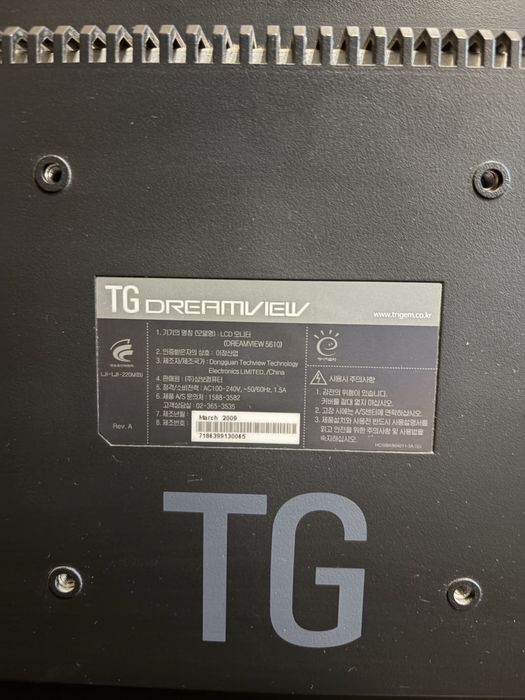 TG DREAMVIEW
www.trigem.co.kr
1. 기기의 명칭 (모델명) : LCD 모니터
(DREAMVIEW 5610)
2. 인증받은자의 상호 : 이정산업
3. 제조자/제조국가 : Dongguan Techview Technology
Electronics LIMITED./China
4. 판매원 : (주)삼보컴퓨터
5. 정격/소비전력 : AC100-240V, ~50/60Hz, 1.5A
6. 제품 A/S 문의처 : 1588-3582
고객상담실 : 02-365-3535
7. 제조년월 : March 2009
8. 제조번호 : 7186399130065
Rev. A
에너지절약
사용시 주의사항
1. 감전의 위험이 있습니다.
커버를 절대 열지 마십시오.
2. 고장 시에는 A/S센터에 연락하십시오.
3. 제품설치와 사용전 반드시 사용설명서를
읽고 안전을 위한 주의사항 및 사용법을
숙지하십시오.
TG